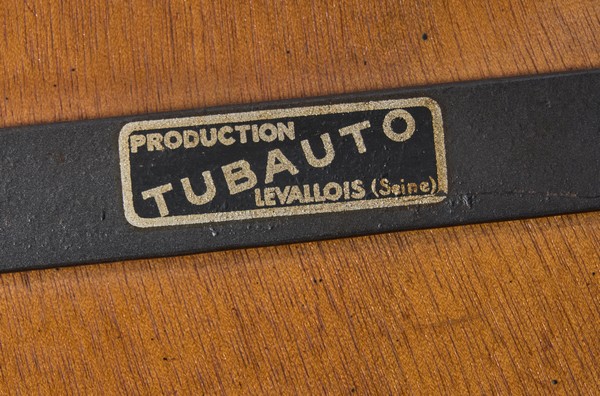 PRODUCTION
TUBAUTO
LEVALLOIS (Seine)